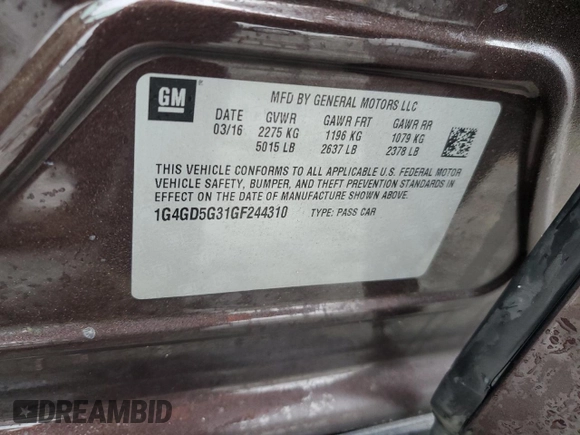 GM
MFD BY GENERAL MOTORS LLC
DATE GVWR GAWR FRT GAWR RR
03/16 2275 KG 1196 KG 1079 KG
5015 LB 2637 LB 2378 LB
THIS VEHICLE CONFORMS TO ALL APPLICABLE U.S. FEDERAL MOTOR
VEHICLE SAFETY, BUMPER, AND THEFT PREVENTION STANDARDS IN
EFFECT ON THE DATE OF MANUFACTURE SHOWN ABOVE.
1G4GD5G31GF244310 TYPE: PASS CAR
DREAMBID